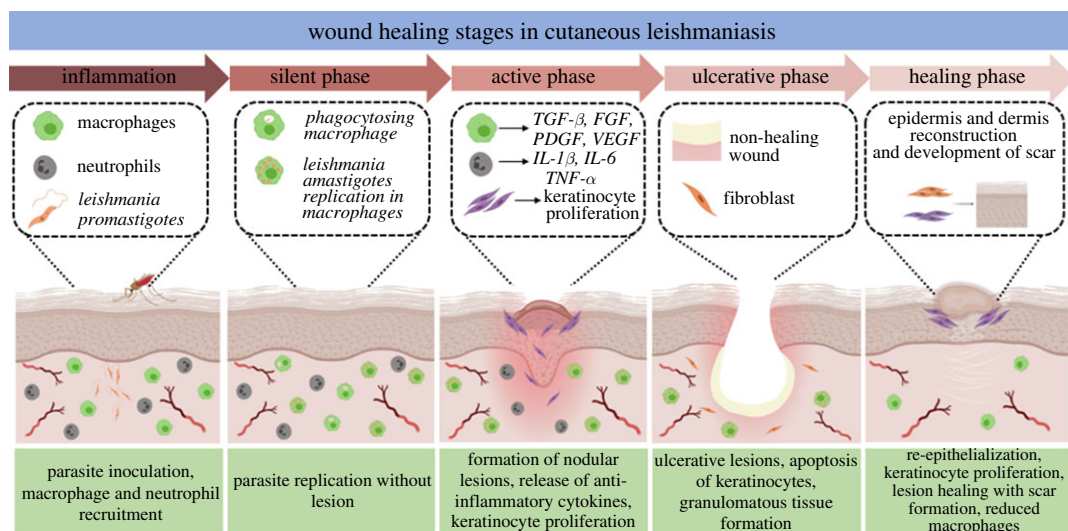 wound healing stages in cutaneous leishmaniasis
inflammation
silent phase
active phase
ulcerative phase
healing phase
macrophages
neutrophils
leishmania
promastigotes
phagocytosing
macrophage
leishmania
amastigotes
replication in
macrophages
TGF-β, FGF,
PDGF, VEGF
IL-1β, IL-6
TNF-α
keratinocyte
proliferation
non-healing
wound
fibroblast
epidermis and dermis
reconstruction
and development of scar
parasite inoculation,
macrophage and neutrophil
recruitment
parasite replication without
lesion
formation of nodular
lesions, release of anti-
inflammatory cytokines,
keratinocyte proliferation
ulcerative lesions, apoptosis
of keratinocytes,
granulomatous tissue
formation
re-epithelialization,
keratinocyte proliferation,
lesion healing with scar
formation, reduced
macrophages